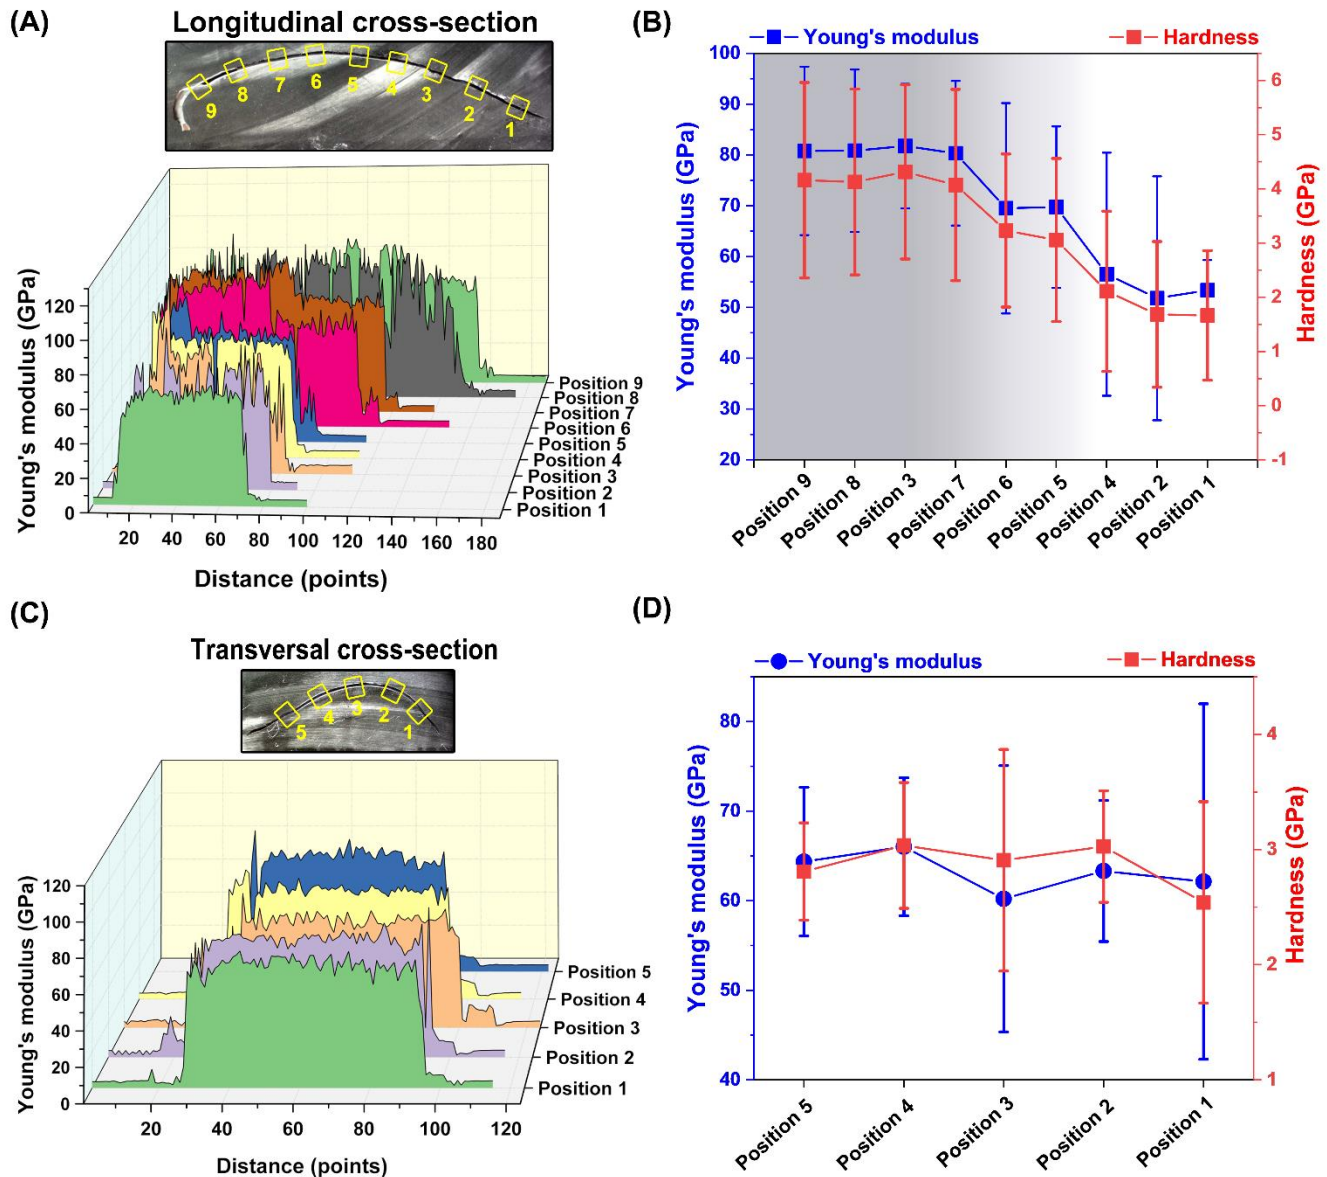 (A)
Longitudinal cross-section
9 8 7 6 5 4 3 2 1
Young's modulus (GPa)
120
100
80
60
40
20
0
20 40 60 80 100 120 140 160 180
Distance (points)
Position 9
Position 8
Position 7
Position 6
Position 5
Position 4
Position 3
Position 2
Position 1
(B)
Young's modulus Hardness
Young's modulus (GPa)
100
90
80
70
60
50
40
30
20
6
5
4
3
2
1
0
-1
Hardness (GPa)
Position 9 Position 8 Position 3 Position 7 Position 6 Position 5 Position 4 Position 2 Position 1
(C)
Transversal cross-section
5 4 3 2 1
Young's modulus (GPa)
120
100
80
60
40
20
0
20 40 60 80 100 120
Distance (points)
Position 5
Position 4
Position 3
Position 2
Position 1
(D)
Young's modulus Hardness
Young's modulus (GPa)
80
70
60
50
40
4
3
2
1
Hardness (GPa)
Position 5 Position 4 Position 3 Position 2 Position 1